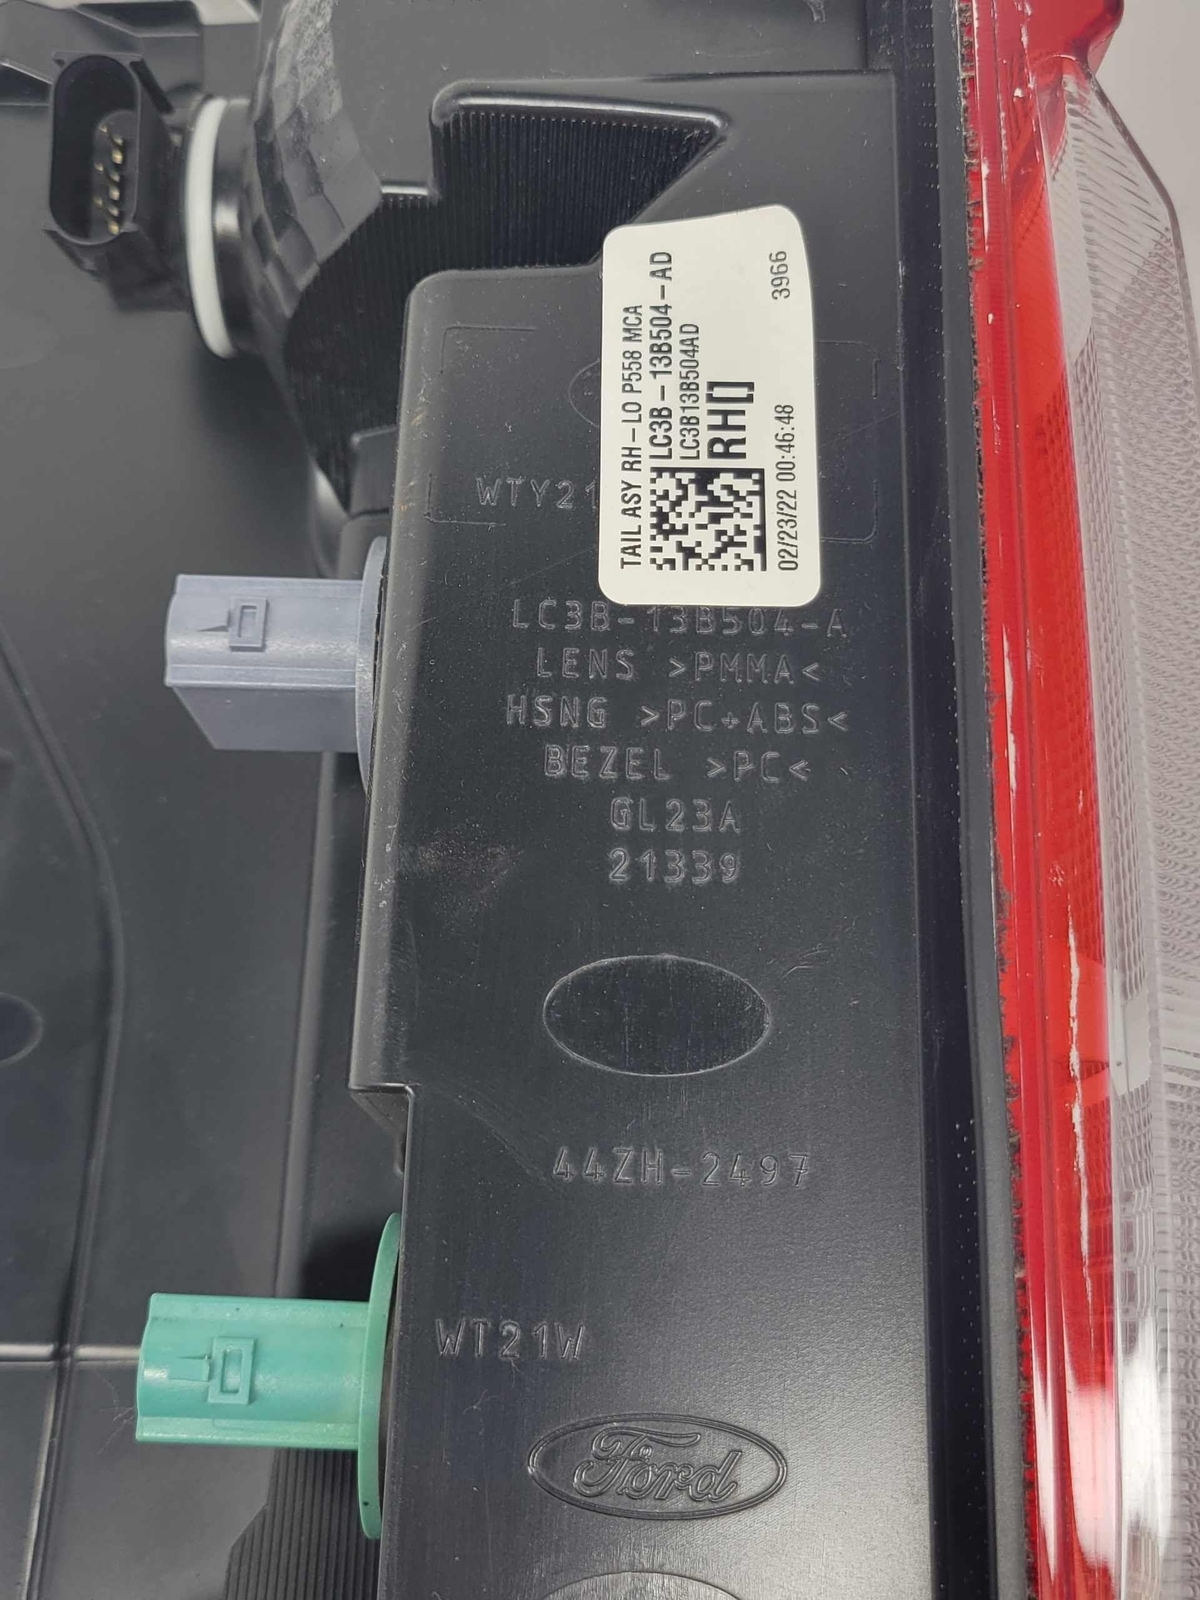 TAIL ASY RH-LO P558 MCA
LC3B-13B504-AD
LC3B13B504AD
RH[]
02/23/22 00:46:48
3966
WTY21
LC3B-13B504-A
LENS >PMMA<
HSNG >PC+ABS<
BEZEL >PC<
GL23A
21339
44ZH-2497
WT21W
Ford